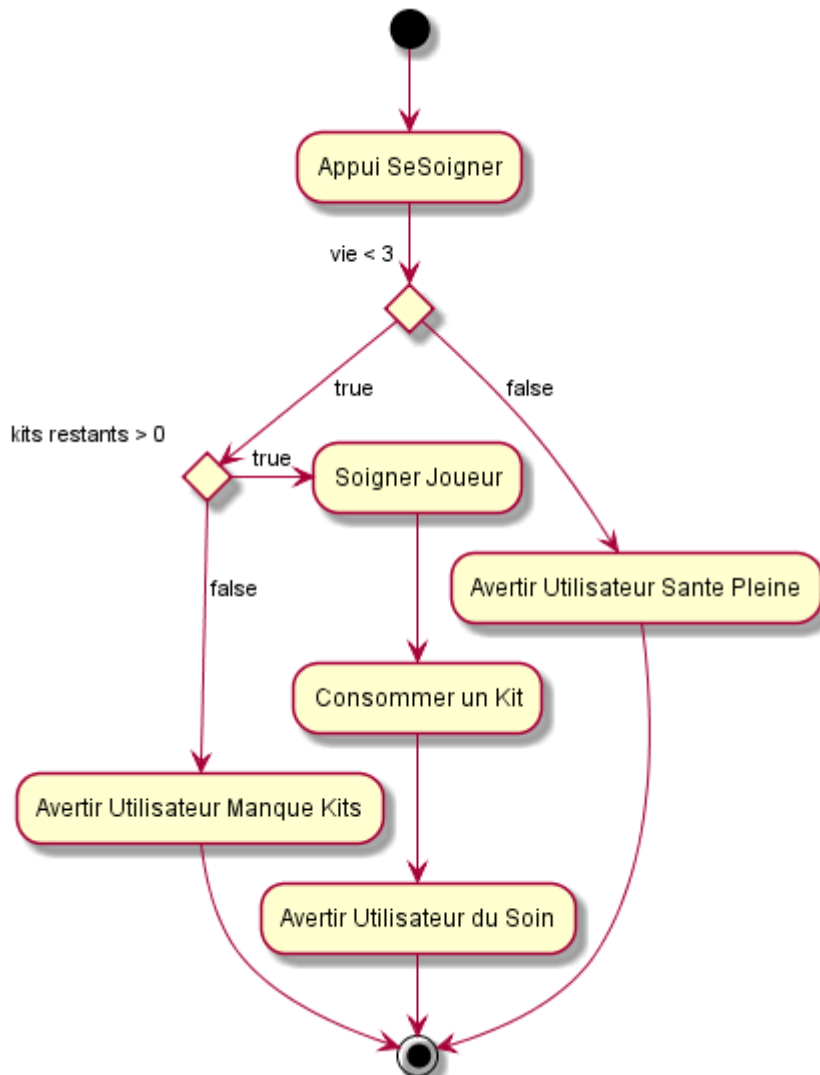 Appui SeSoigner
vie < 3
true
false
kits restants > 0
true
Soigner Joueur
false
Avertir Utilisateur Sante Pleine
Consommer un Kit
Avertir Utilisateur Manque Kits
Avertir Utilisateur du Soin